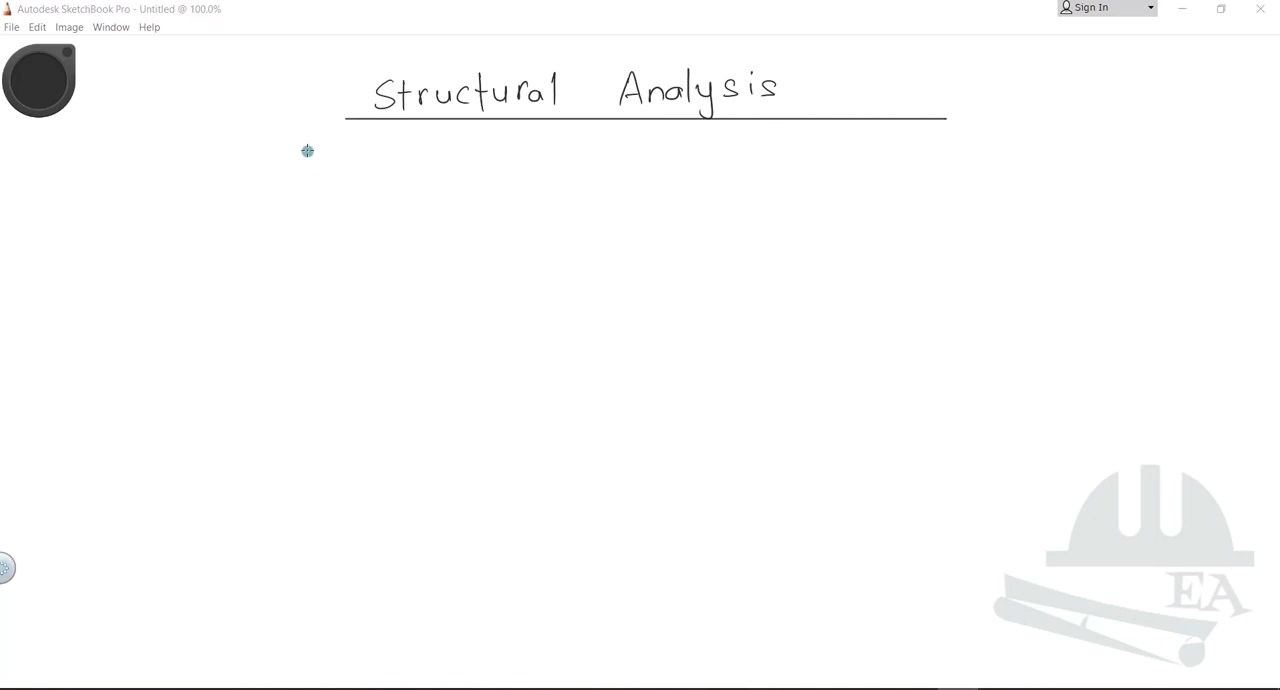 Autodesk SketchBook Pro - Untitled @ 100.0%
Sign In
File Edit Image Window Help
Structural Analysis
EA